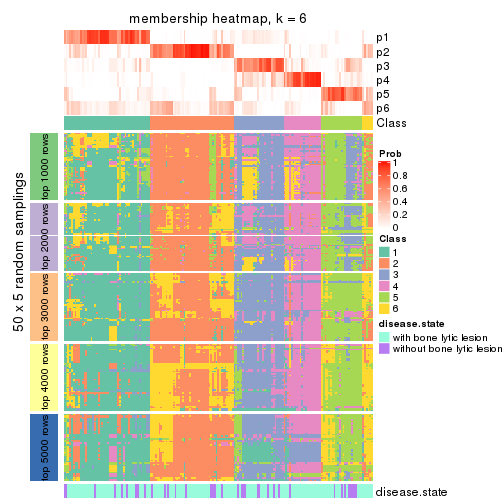 membership heatmap, k = 6
p1
p2
p3
p4
p5
p6
Class
50 x 5 random samplings
top 1000 rows
top 2000 rows
top 3000 rows
top 4000 rows
top 5000 rows
Prob
1
0.8
0.6
0.4
0.2
0
Class
1
2
3
4
5
6
disease.state
with bone lytic lesion
without bone lytic lesion
disease.state